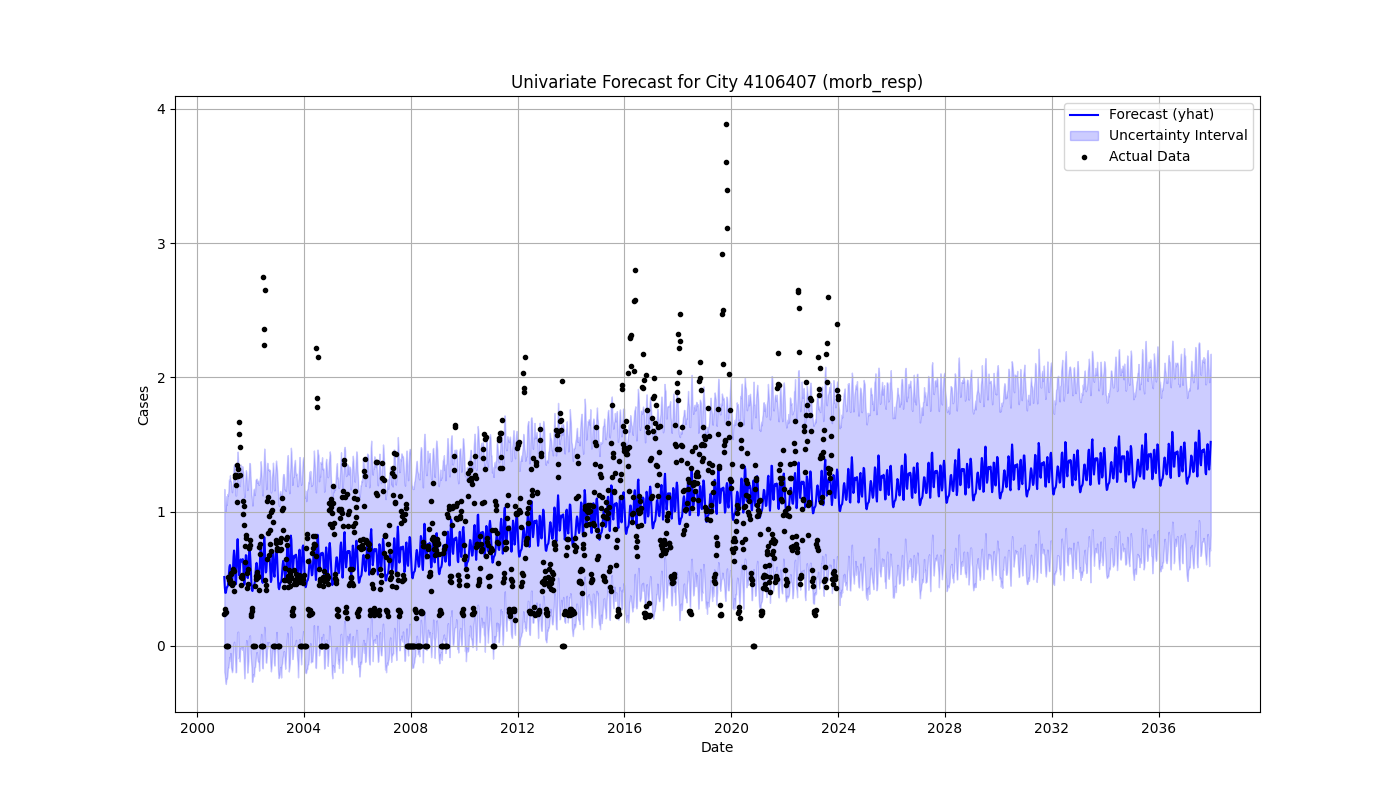 Univariate Forecast for City 4106407 (morb_resp)
Forecast (yhat)
Uncertainty Interval
Actual Data
Cases
4
3
2
1
0
2000 2004 2008 2012 2016 2020 2024 2028 2032 2036
Date